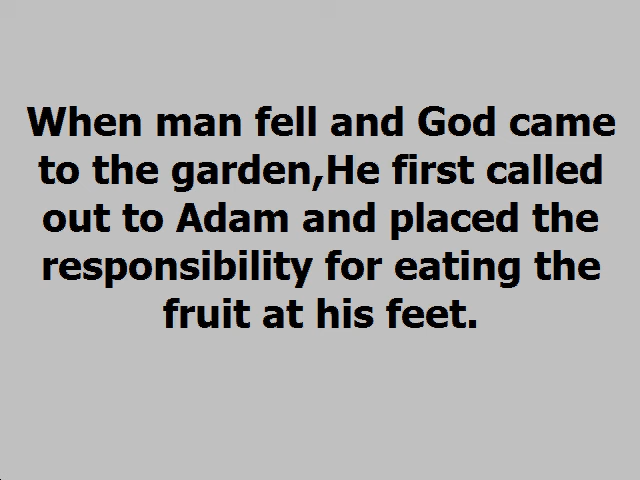 When man fell and God came
to the garden,He first called
out to Adam and placed the
responsibility for eating the
fruit at his feet.